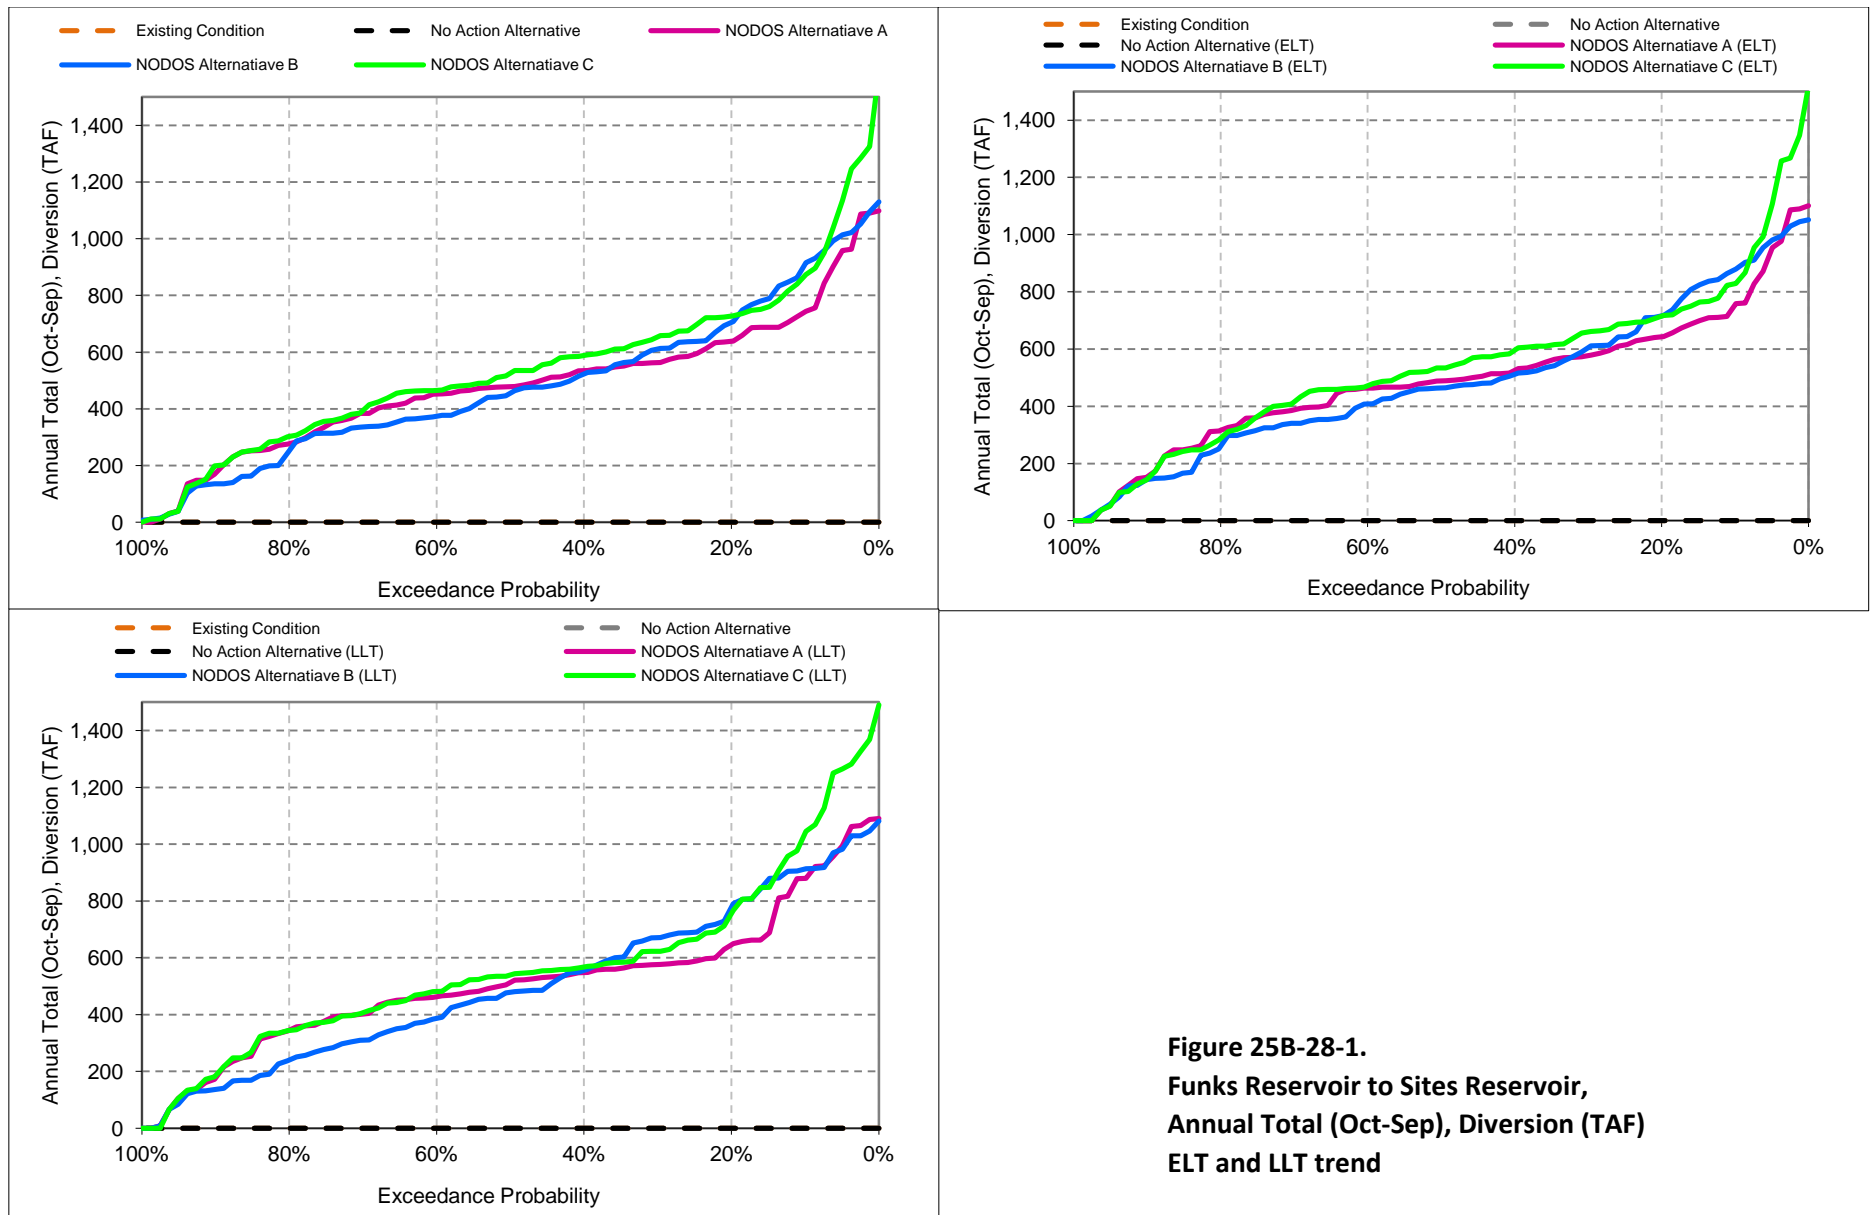 Existing Condition
No Action Alternative
NODOS Alternatiave A
NODOS Alternatiave B
NODOS Alternatiave C
Annual Total (Oct-Sep), Diversion (TAF)
1,400
1,200
1,000
800
600
400
200
0
100%
80%
60%
40%
20%
0%
Exceedance Probability
Existing Condition
No Action Alternative
No Action Alternative (ELT)
NODOS Alternatiave A (ELT)
NODOS Alternatiave B (ELT)
NODOS Alternatiave C (ELT)
Annual Total (Oct-Sep), Diversion (TAF)
1,400
1,200
1,000
800
600
400
200
0
100%
80%
60%
40%
20%
0%
Exceedance Probability
Existing Condition
No Action Alternative
No Action Alternative (LLT)
NODOS Alternatiave A (LLT)
NODOS Alternatiave B (LLT)
NODOS Alternatiave C (LLT)
Annual Total (Oct-Sep), Diversion (TAF)
1,400
1,200
1,000
800
600
400
200
0
100%
80%
60%
40%
20%
0%
Exceedance Probability
Figure 25B-28-1.
Funks Reservoir to Sites Reservoir,
Annual Total (Oct-Sep), Diversion (TAF)
ELT and LLT trend